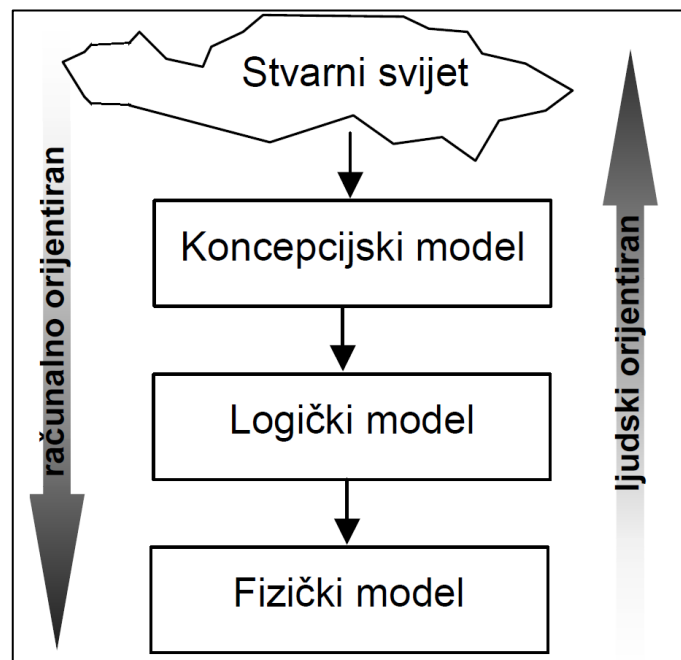 Stvarni svijet
Koncepcijski model
Logički model
Fizički model
računalno orijentiran
ljudski orijentiran